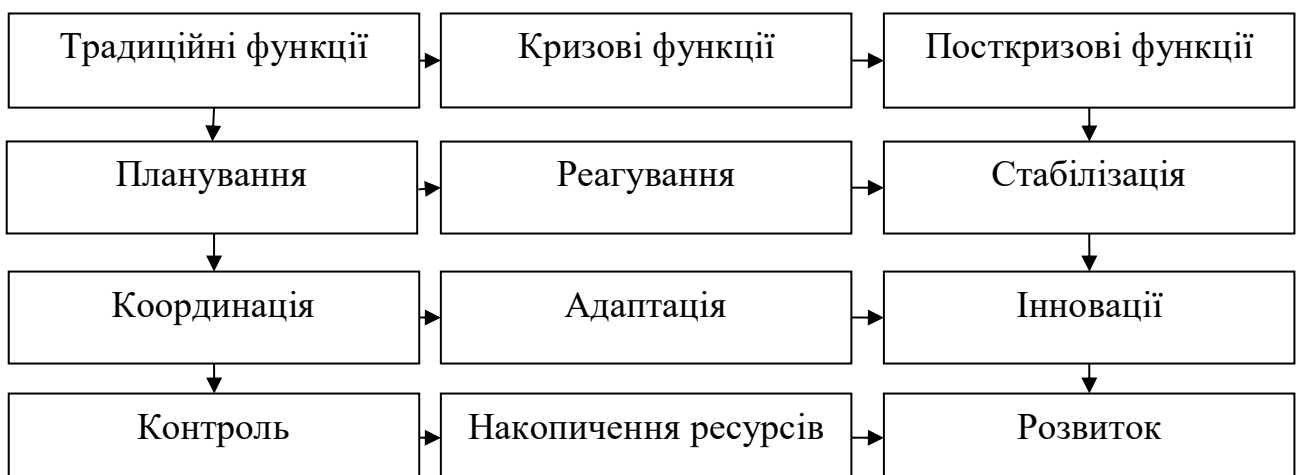 Традиційні функції
Кризові функції
Посткризові функції
Планування
Реагування
Стабілізація
Координація
Адаптація
Інновації
Контроль
Накопичення ресурсів
Розвиток